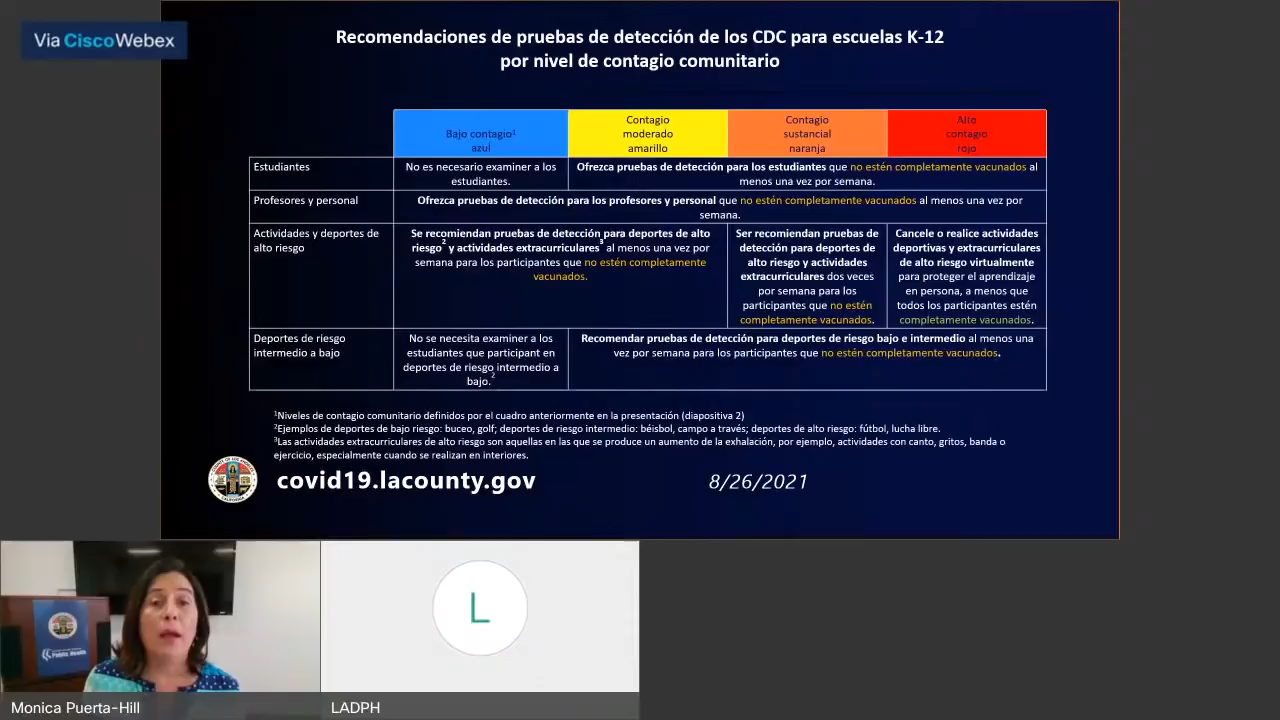 Via Cisco Webex
Recomendaciones de pruebas de detección de los CDC para escuelas K-12
por nivel de contagio comunitario
Bajo contagio1
azul
Contagio
moderado
amarillo
Contagio
sustancial
naranja
Alto
contagio
rojo
Estudiantes
No es necesario examiner a los
estudiantes.
Ofrezca pruebas de detección para los estudiantes que no estén completamente vacunados al
menos una vez por semana.
Profesores y personal
Ofrezca pruebas de detección para los profesores y personal que no estén completamente vacunados al menos una vez por
semana.
Actividades y deportes de
alto riesgo
Se recomiendan pruebas de detección para deportes de alto
riesgo2 y actividades extracurriculares3 al menos una vez por
semana para los participantes que no estén completamente
vacunados.
Ser recomiendan pruebas de
detección para deportes de
alto riesgo y actividades
extracurriculares dos veces
por semana para los
participantes que no estén
completamente vacunados.
Cancele o realice actividades
deportivas y extracurriculares
de alto riesgo virtualmente
para proteger el aprendizaje
en persona, a menos que
todos los participantes estén
completamente vacunados.
Deportes de riesgo
intermedio a bajo
No se necesita examiner a los
estudiantes que participant en
deportes de riesgo intermedio a
bajo.2
Recomendar pruebas de detección para deportes de riesgo bajo e intermedio al menos una
vez por semana para los participantes que no estén completamente vacunados.
1Niveles de contagio comunitario definidos por el cuadro anteriormente en la presentación (diapositiva 2)
2Ejemplos de deportes de bajo riesgo: buceo, golf; deportes de riesgo intermedio: béisbol, campo a través; deportes de alto riesgo: fútbol, lucha libre.
3Las actividades extracurriculares de alto riesgo son aquellas en las que se produce un aumento de la exhalación, por ejemplo, actividades con canto, gritos, banda o
ejercicio, especialmente cuando se realizan en interiores.
covid19.lacounty.gov
8/26/2021
Public Health
L
Monica Puerta-Hill
LADPH